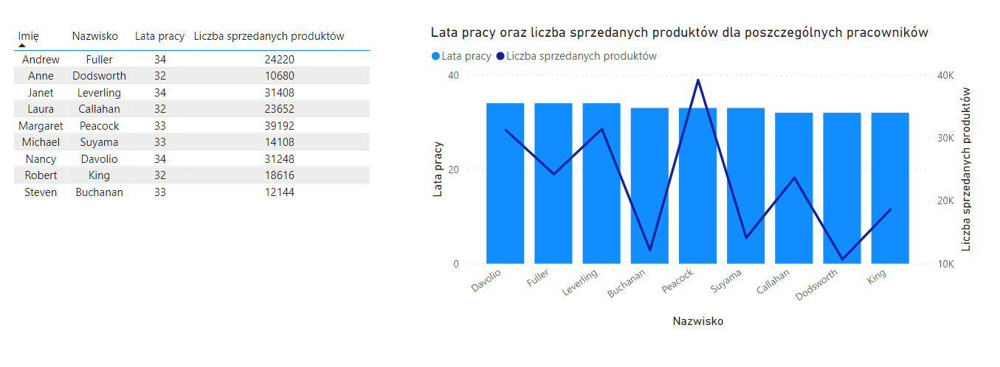 Imię Nazwisko Lata pracy Liczba sprzedanych produktów
Andrew Fuller 34 24220
Anne Dodsworth 32 10680
Janet Leverling 34 31408
Laura Callahan 32 23652
Margaret Peacock 33 39192
Michael Suyama 33 14108
Nancy Davolio 34 31248
Robert King 32 18616
Steven Buchanan 33 12144
Lata pracy oraz liczba sprzedanych produktów dla poszczególnych pracowników
Lata pracy Liczba sprzedanych produktów
40
20
0
Lata pracy
40K
30K
20K
10K
Liczba sprzedanych produktów
Davolio Fuller Leverling Buchanan Peacock Suyama Callahan Dodsworth King
Nazwisko